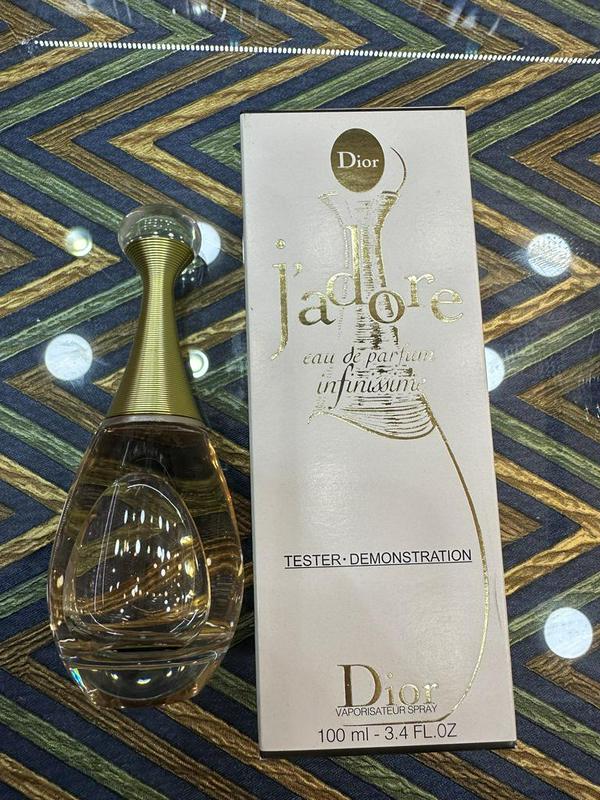 Dior
j'adore
eau de parfum
infinissime
TESTER · DEMONSTRATION
Dior
VAPORISATEUR SPRAY
100 ml - 3.4 FL.OZ